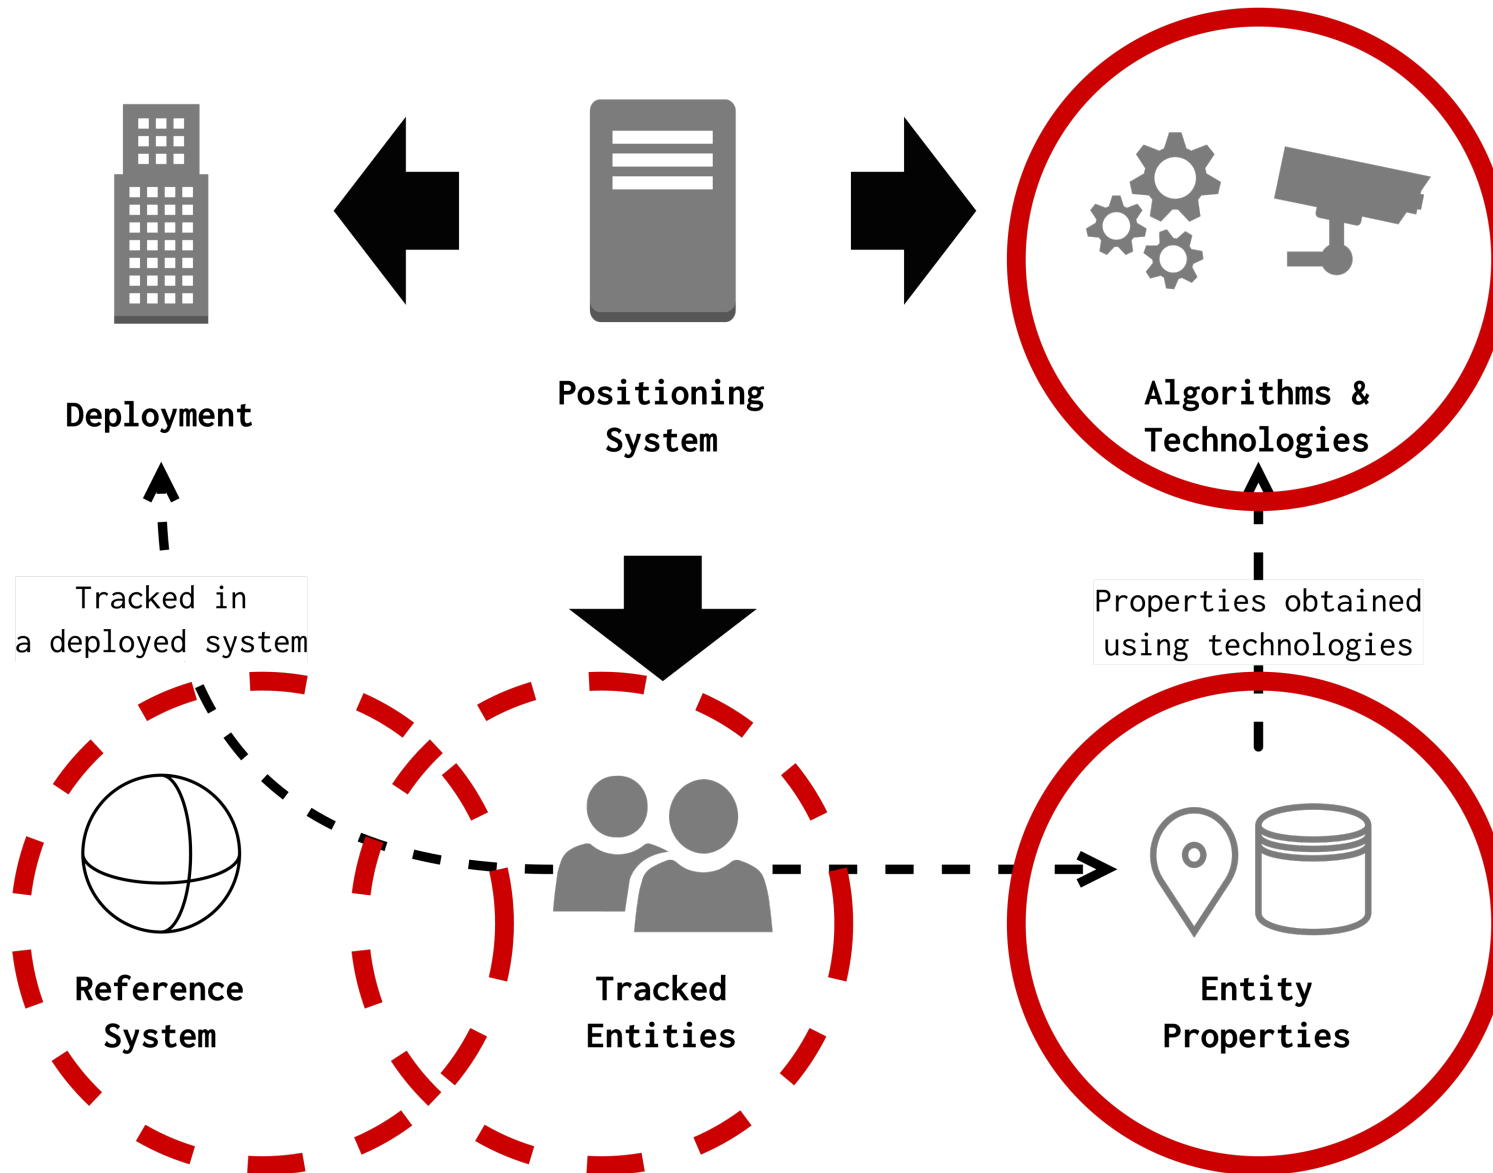 Deployment
Positioning
System
Algorithms &
Technologies
Tracked in
a deployed system
Properties obtained
using technologies
Reference
System
Tracked
Entities
Entity
Properties